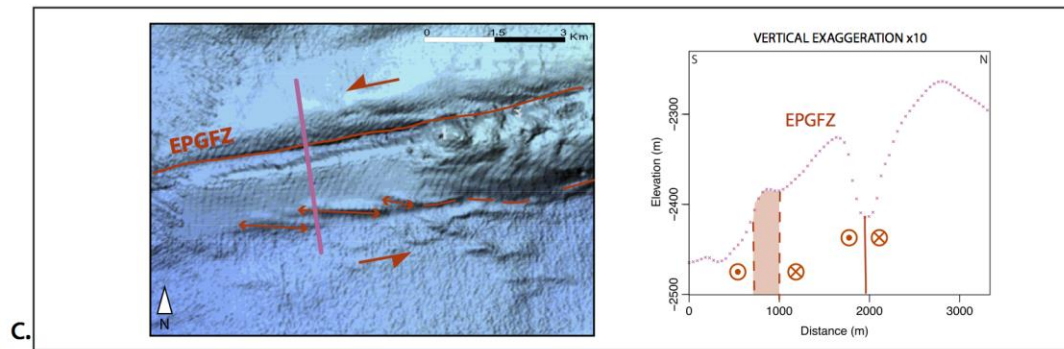 0 1.5 3
Km
EPGFZ
N
C.
VERTICAL EXAGGERATION x10
S N
EPGFZ
Elevation (m)
-2300
-2400
-2500
0 1000 2000 3000
Distance (m)